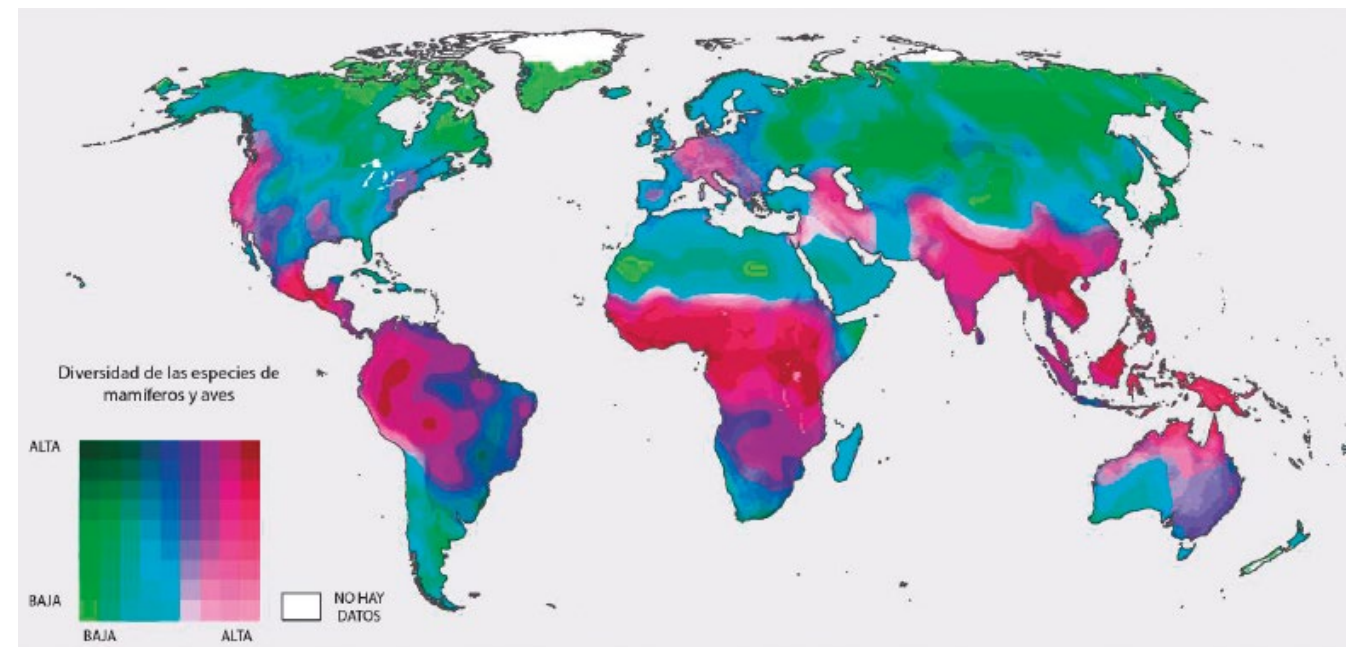 Diversidad de las especies de
mamíferos y aves
ALTA
BAJA
BAJA
ALTA
NO HAY
DATOS